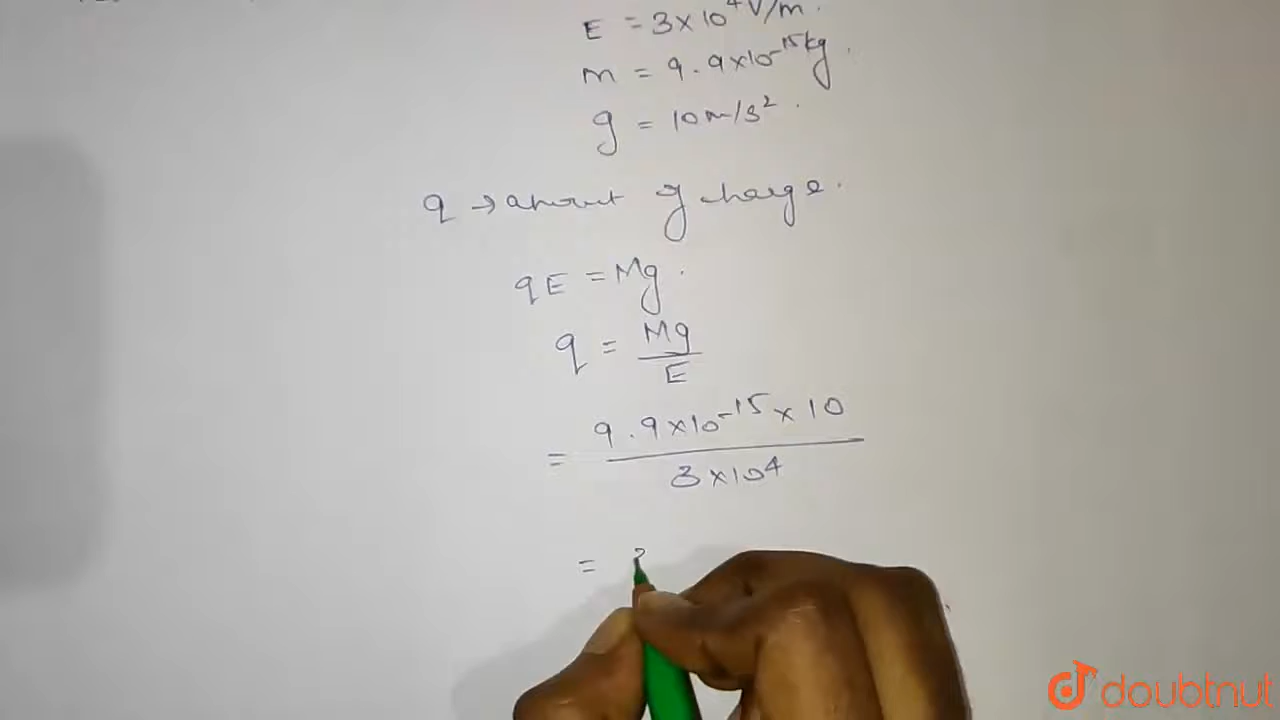 E = 3×10⁴ V/m.
m = 9.9×10⁻¹⁵ kg.
g = 10 m/s².
q → amount of charge.
qE = Mg.
q = Mg/E
= 9.9×10⁻¹⁵×10 / 3×10⁴
= 3
doubtnut